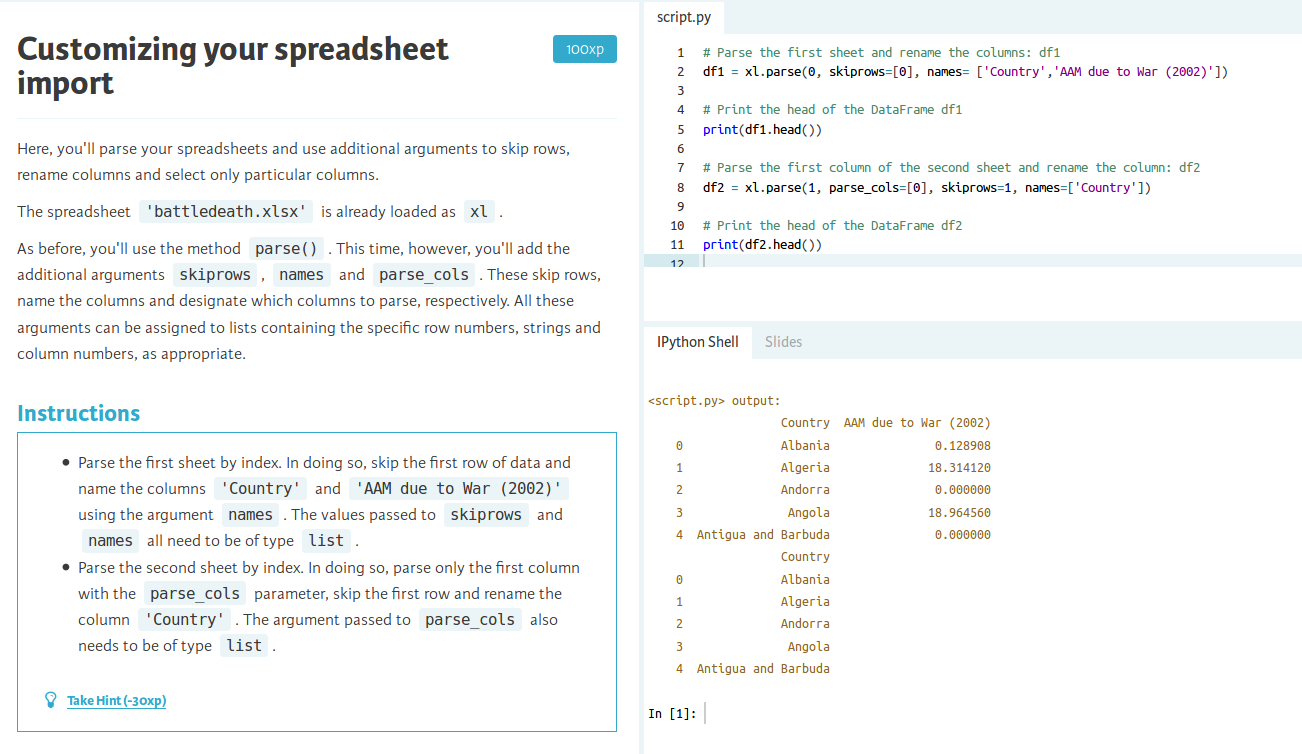 Customizing your spreadsheet
import
100xp
Here, you'll parse your spreadsheets and use additional arguments to skip rows,
rename columns and select only particular columns.
The spreadsheet 'battledeath.xlsx' is already loaded as xl .
As before, you'll use the method parse() . This time, however, you'll add the
additional arguments skiprows , names and parse_cols . These skip rows,
name the columns and designate which columns to parse, respectively. All these
arguments can be assigned to lists containing the specific row numbers, strings and
column numbers, as appropriate.
Instructions
• Parse the first sheet by index. In doing so, skip the first row of data and
name the columns 'Country' and 'AAM due to War (2002)'
using the argument names . The values passed to skiprows and
names all need to be of type list .
• Parse the second sheet by index. In doing so, parse only the first column
with the parse_cols parameter, skip the first row and rename the
column 'Country' . The argument passed to parse_cols also
needs to be of type list .
Take Hint (-30xp)
script.py
1 # Parse the first sheet and rename the columns: df1
2 df1 = xl.parse(0, skiprows=[0], names= ['Country','AAM due to War (2002)'])
3
4 # Print the head of the DataFrame df1
5 print(df1.head())
6
7 # Parse the first column of the second sheet and rename the column: df2
8 df2 = xl.parse(1, parse_cols=[0], skiprows=1, names=['Country'])
9
10 # Print the head of the DataFrame df2
11 print(df2.head())
12
IPython Shell Slides
<script.py> output:
Country AAM due to War (2002)
0 Albania 0.128908
1 Algeria 18.314120
2 Andorra 0.000000
3 Angola 18.964560
4 Antigua and Barbuda 0.000000
Country
0 Albania
1 Algeria
2 Andorra
3 Angola
4 Antigua and Barbuda
In [1]: